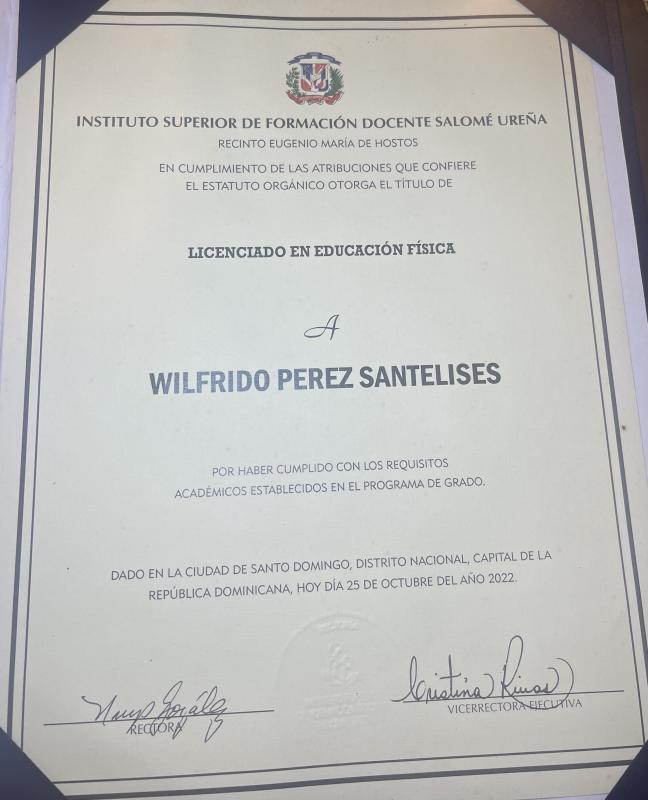 INSTITUTO SUPERIOR DE FORMACIÓN DOCENTE SALOMÉ UREÑA
RECINTO EUGENIO MARÍA DE HOSTOS
EN CUMPLIMIENTO DE LAS ATRIBUCIONES QUE CONFIERE
EL ESTATUTO ORGÁNICO OTORGA EL TÍTULO DE
LICENCIADO EN EDUCACIÓN FÍSICA
A
WILFRIDO PEREZ SANTELISES
POR HABER CUMPLIDO CON LOS REQUISITOS
ACADÉMICOS ESTABLECIDOS EN EL PROGRAMA DE GRADO.
DADO EN LA CIUDAD DE SANTO DOMINGO, DISTRITO NACIONAL, CAPITAL DE LA
REPÚBLICA DOMINICANA, HOY DÍA 25 DE OCTUBRE DEL AÑO 2022.
Cristina Rivas
RECTORA
VICERRECTORA EJECUTIVA